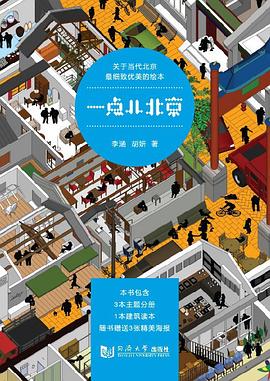 关于当代北京
最细致优美的绘本
一点儿北京
李涵 胡妍 著
本书包含
3本主题分册
1本建筑读本
随书赠送3张精美海报
同济大学 出版社
TONGJI UNIVERSITY PRESS